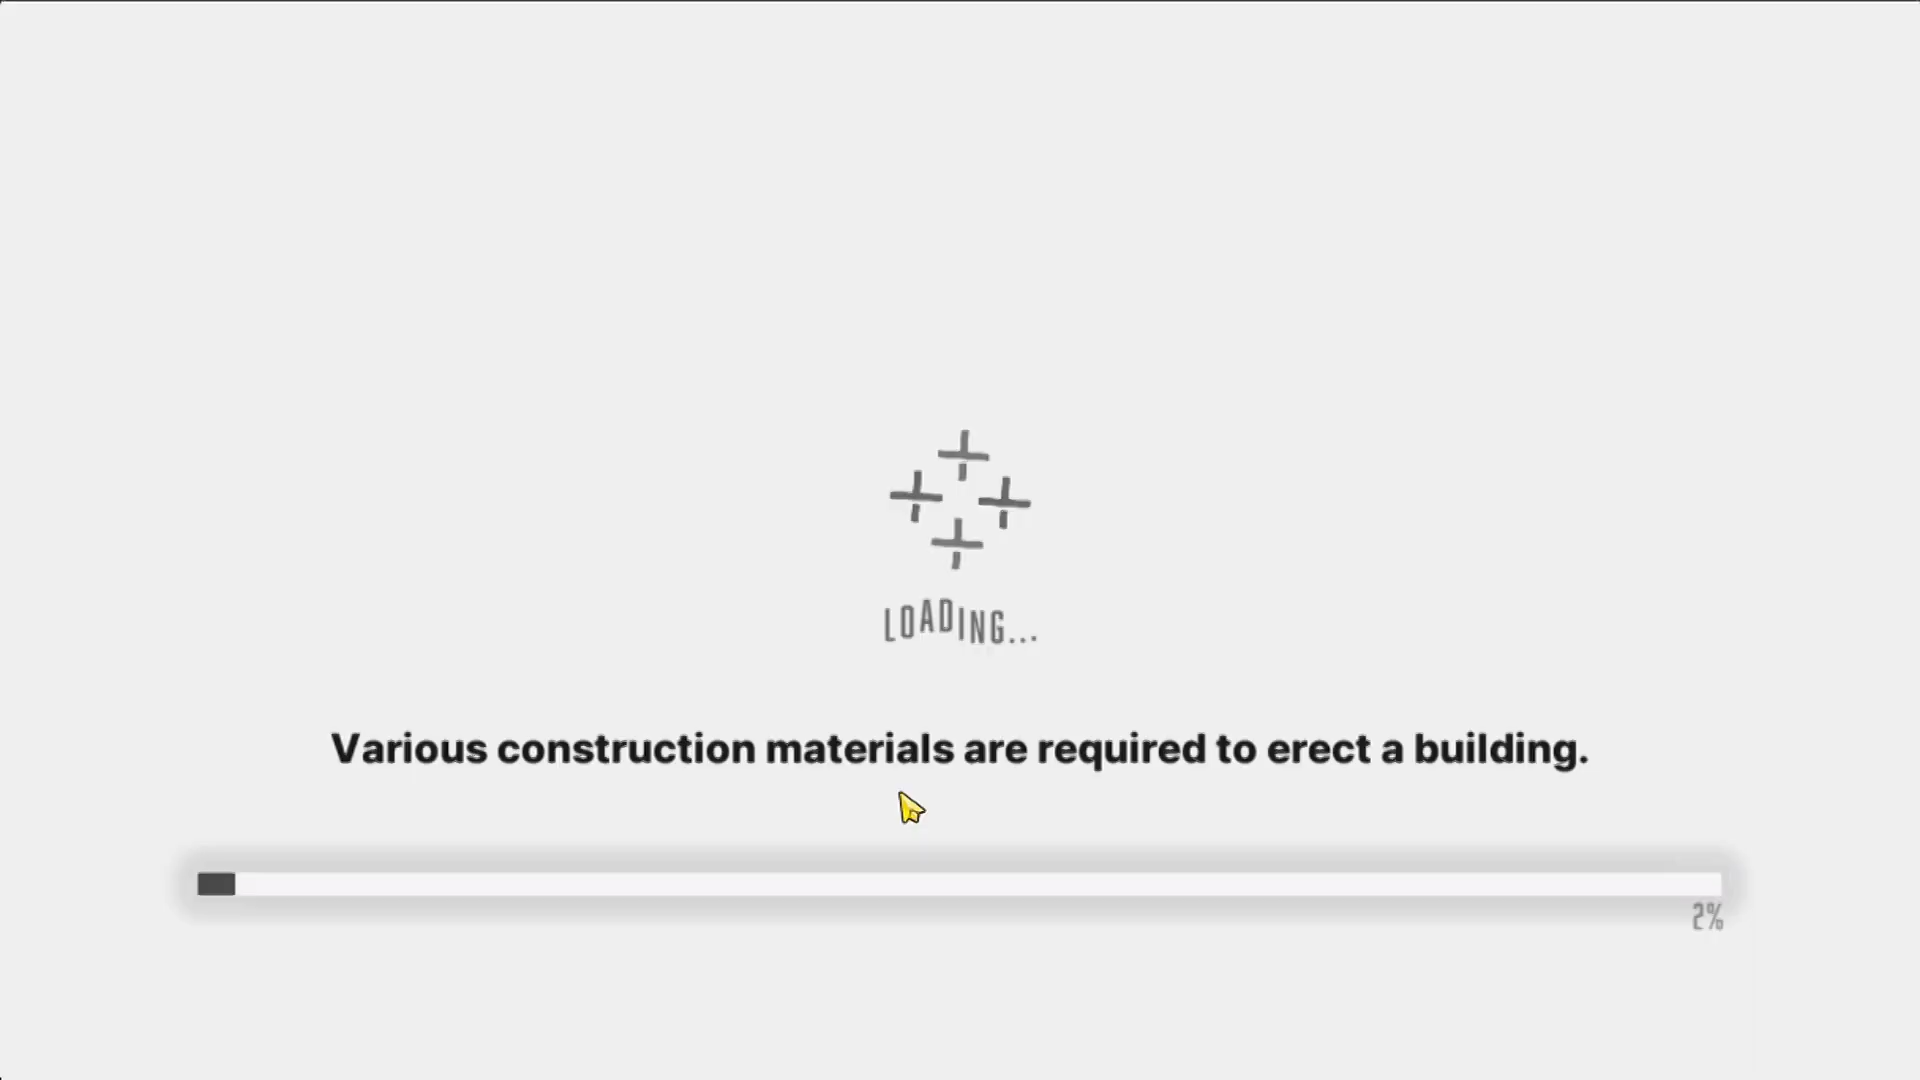 LOADING...
Various construction materials are required to erect a building.
2%